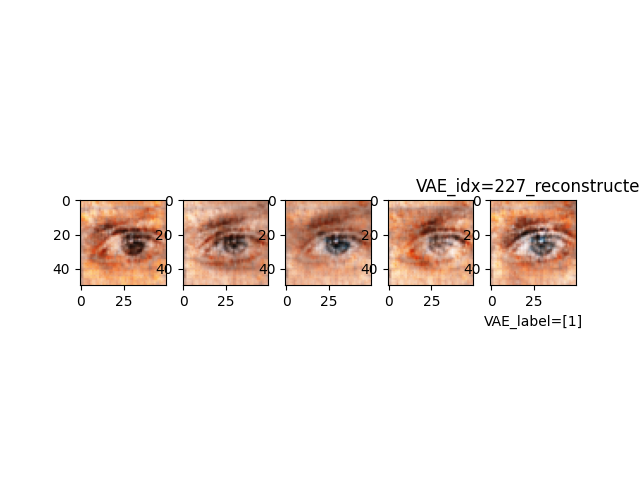 VAE_idx=227_reconstructe
0 0 0 0 0
20 20 20 20 20
40 40 40 40 40
0 25 0 25 0 25 0 25 0 25
VAE_label=[1]